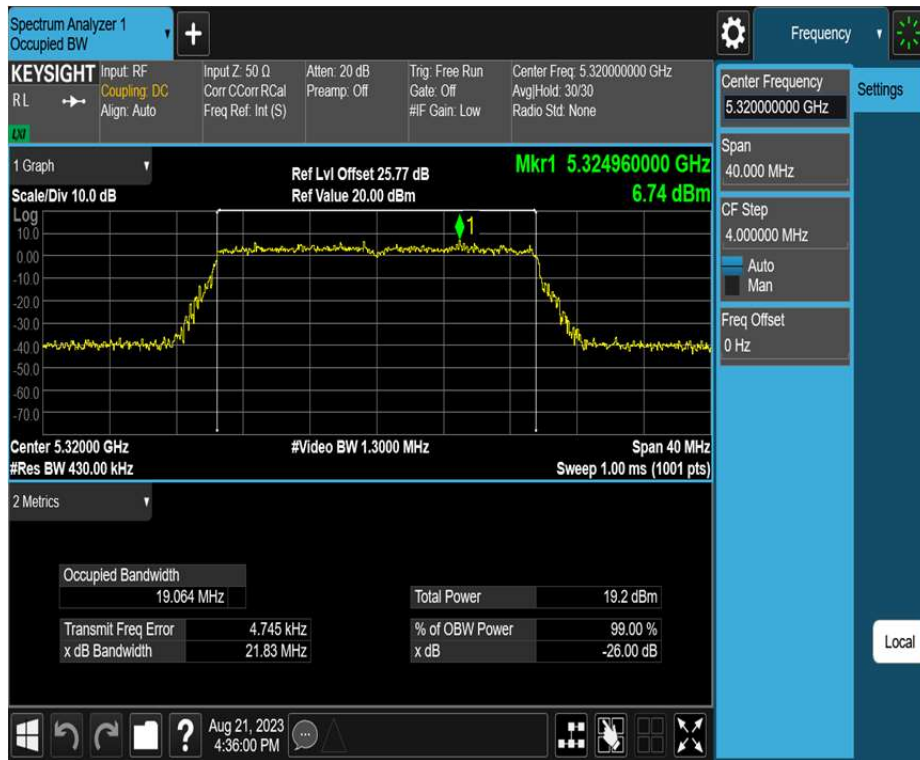 Spectrum Analyzer 1
Occupied BW
+
Frequency
KEYSIGHT
R L
LXI
Input: RF
Coupling: DC
Align: Auto
Input Z: 50 Ω
Corr CCorr RCal
Freq Ref: Int (S)
Atten: 20 dB
Preamp: Off
Trig: Free Run
Gate: Off
#IF Gain: Low
Center Freq: 5.320000000 GHz
Avg|Hold: 30/30
Radio Std: None
Center Frequency
5.320000000 GHz
Settings
Span
40.000 MHz
CF Step
4.000000 MHz
Auto
Man
Freq Offset
0 Hz
Local
1 Graph
Scale/Div 10.0 dB
Ref Lvl Offset 25.77 dB
Ref Value 20.00 dBm
Mkr1 5.324960000 GHz
6.74 dBm
Log
10.0
0.00
-10.0
-20.0
-30.0
-40.0
-50.0
-60.0
-70.0
1
Center 5.32000 GHz
#Res BW 430.00 kHz
#Video BW 1.3000 MHz
Span 40 MHz
Sweep 1.00 ms (1001 pts)
2 Metrics
Occupied Bandwidth
19.064 MHz
Total Power 19.2 dBm
Transmit Freq Error 4.745 kHz
% of OBW Power 99.00 %
x dB Bandwidth 21.83 MHz
x dB -26.00 dB
?
Aug 21, 2023
4:36:00 PM